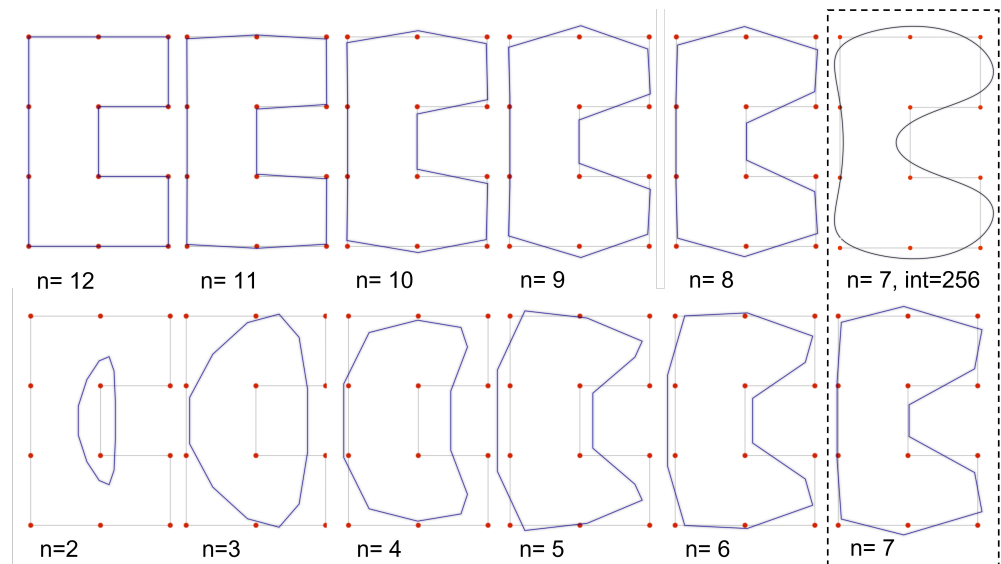 n= 12 n= 11 n= 10 n= 9 n= 8 n= 7, int=256
n=2 n=3 n= 4 n= 5 n= 6 n= 7